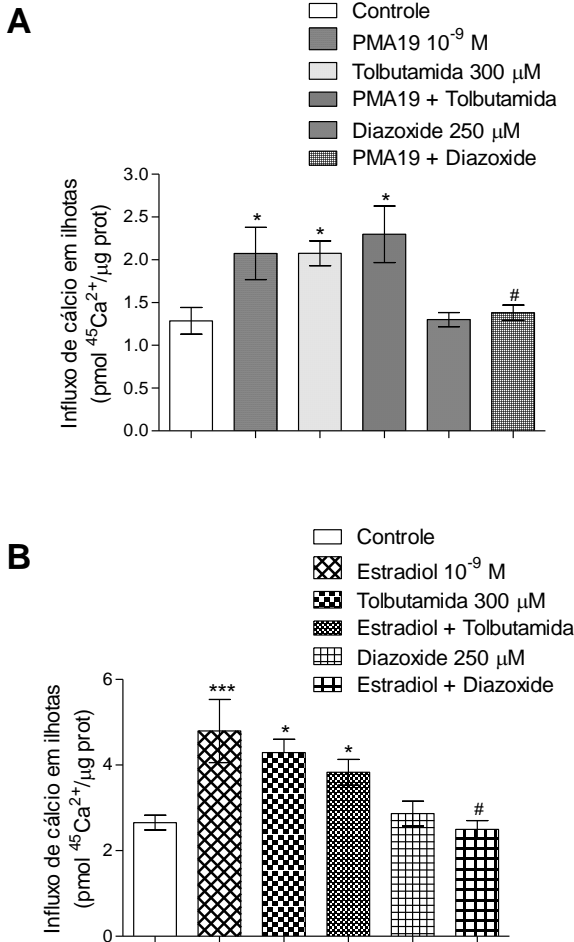 A
Controle
PMA19 10⁻⁹ M
Tolbutamida 300 μM
PMA19 + Tolbutamida
Diazoxide 250 μM
PMA19 + Diazoxide
Influxo de cálcio em ilhotas
(pmol ⁴⁵Ca²⁺/μg prot)
3.0
2.5
2.0
1.5
1.0
0.5
0.0
* * * #
B
Controle
Estradiol 10⁻⁹ M
Tolbutamida 300 μM
Estradiol + Tolbutamida
Diazoxide 250 μM
Estradiol + Diazoxide
Influxo de cálcio em ilhotas
(pmol ⁴⁵Ca²⁺/μg prot)
6
4
2
0
*** * * #